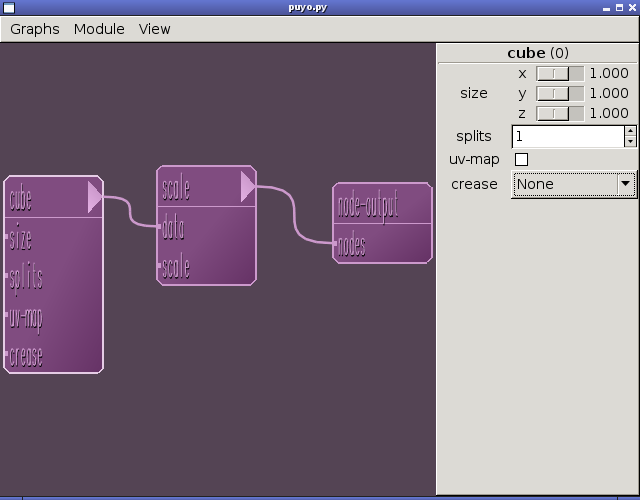 puyo.py
Graphs Module View
cube
size
splits
uv-map
crease
scale
data
scale
node-output
nodes
cube (0)
size
x 1.000
y 1.000
z 1.000
splits 1
uv-map
crease None